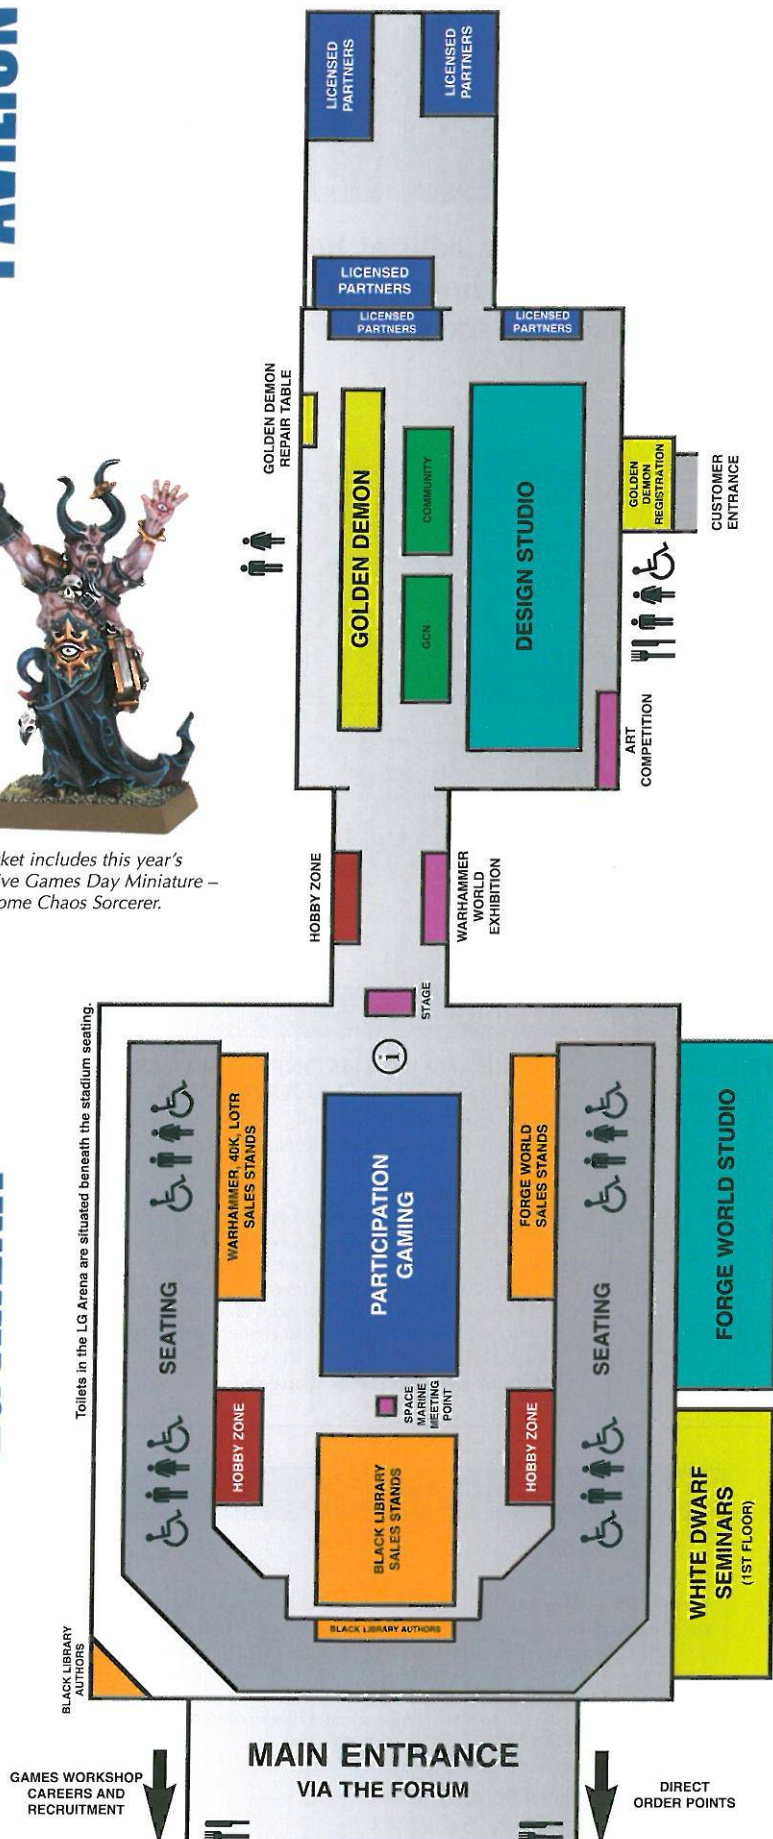 PAVILION
LICENSED
PARTNERS
LICENSED
PARTNERS
LICENSED
PARTNERS
LICENSED
PARTNERS
LICENSED
PARTNERS
GOLDEN DEMON
REPAIR TABLE
GOLDEN DEMON
COMMUNITY
GCN
DESIGN STUDIO
GOLDEN
DEMON
REGISTRATION
CUSTOMER
ENTRANCE
ART
COMPETITION
ket includes this year's
ive Games Day Miniature –
ome Chaos Sorcerer.
HOBBY ZONE
WARHAMMER
WORLD
EXHIBITION
STAGE
i
Toilets in the LG Arena are situated beneath the stadium seating.
SEATING
WARHAMMER, 40K, LOTR
SALES STANDS
PARTICIPATION
GAMING
FORGE WORLD
SALES STANDS
SEATING
FORGE WORLD STUDIO
HOBBY ZONE
SPACE
MARINE
MEETING
POINT
HOBBY ZONE
BLACK LIBRARY
SALES STANDS
BLACK LIBRARY AUTHORS
WHITE DWARF
SEMINARS
(1ST FLOOR)
BLACK LIBRARY
AUTHORS
MAIN ENTRANCE
VIA THE FORUM
GAMES WORKSHOP
CAREERS AND
RECRUITMENT
DIRECT
ORDER POINTS